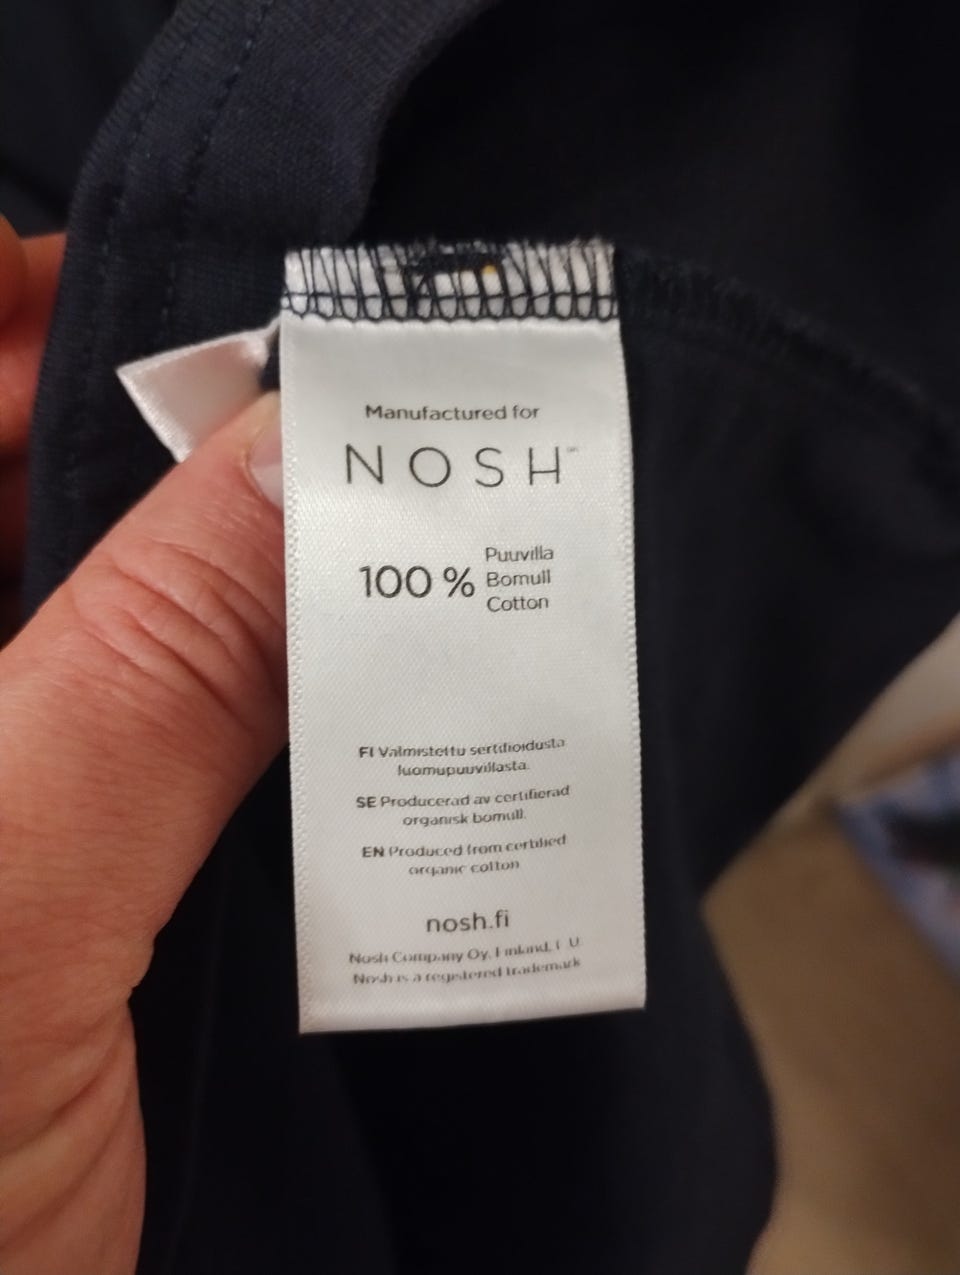 Manufactured for
NOSH™
100 % Puuvilla
Bomull
Cotton
FI Valmistettu sertifioidusta
luomupuuvillasta.
SE Producerad av certifierad
organisk bomull.
EN Produced from certified
organic cotton
nosh.fi
Nosh Company Oy, Finland, EU
Nosh is a registered trademark